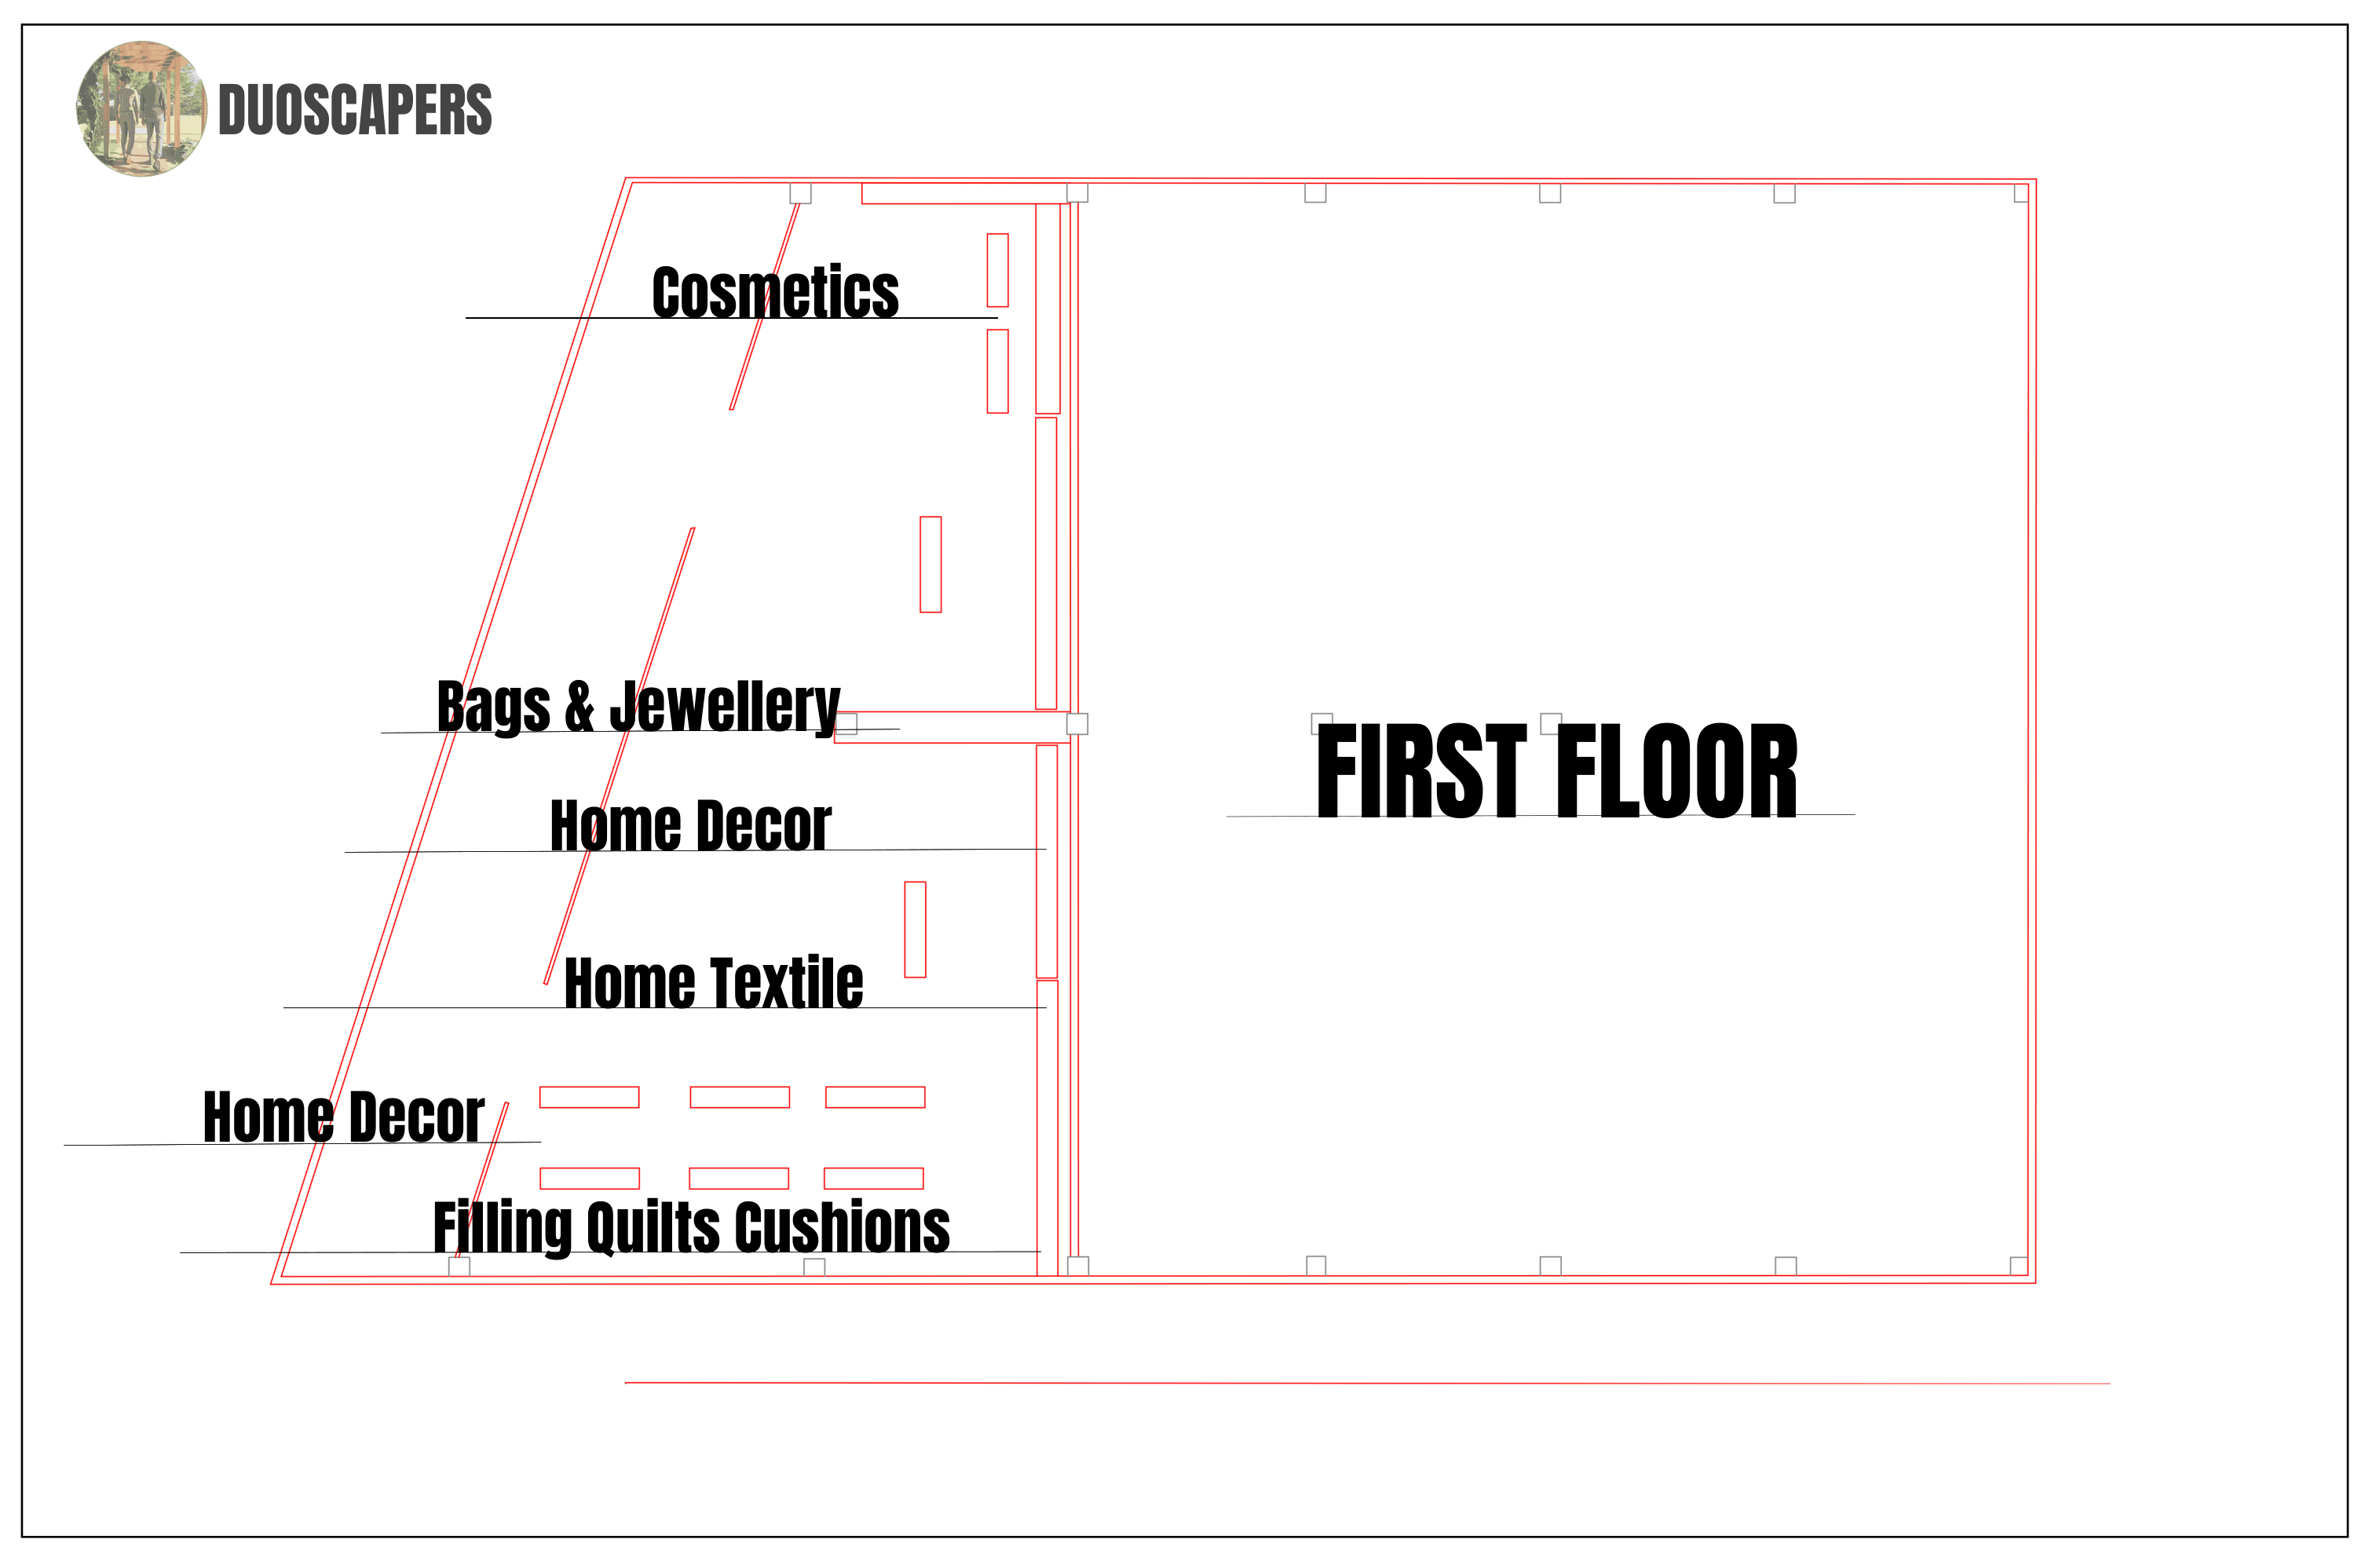 DUOSCAPERS
Cosmetics
Bags & Jewellery
FIRST FLOOR
Home Decor
Home Textile
Home Decor
Filling Quilts Cushions